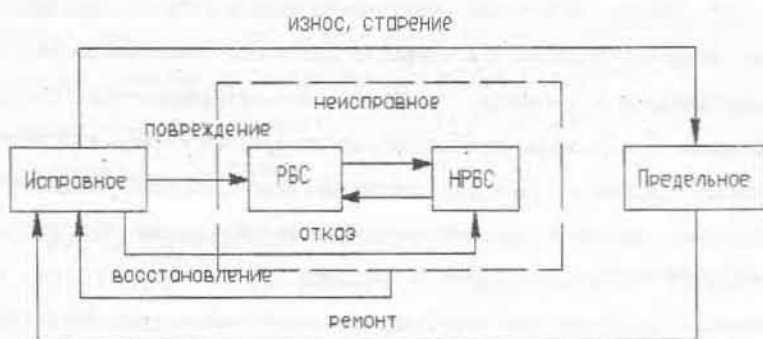 износ, старение
неисправное
повреждение
Исправное
РБС
НРБС
Предельное
отказ
восстановление
ремонт